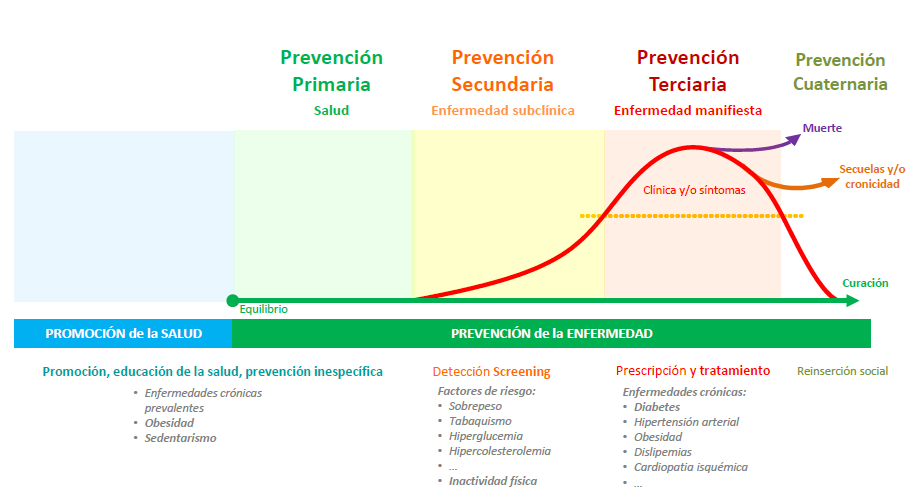 Prevención
Primaria
Salud
Prevención
Secundaria
Enfermedad subclínica
Prevención
Terciaria
Enfermedad manifiesta
Prevención
Cuaternaria
Muerte
Secuelas y/o
cronicidad
Clínica y/o síntomas
Curación
Equilibrio
PROMOCIÓN de la SALUD
PREVENCIÓN de la ENFERMEDAD
Promoción, educación de la salud, prevención inespecífica
• Enfermedades crónicas
prevalentes
• Obesidad
• Sedentarismo
Detección Screening
Factores de riesgo:
• Sobrepeso
• Tabaquismo
• Hiperglucemia
• Hipercolesterolemia
• ...
• Inactividad física
Prescripción y tratamiento
Enfermedades crónicas:
• Diabetes
• Hipertensión arterial
• Obesidad
• Dislipemias
• Cardiopatia isquémica
• ...
Reinserción social